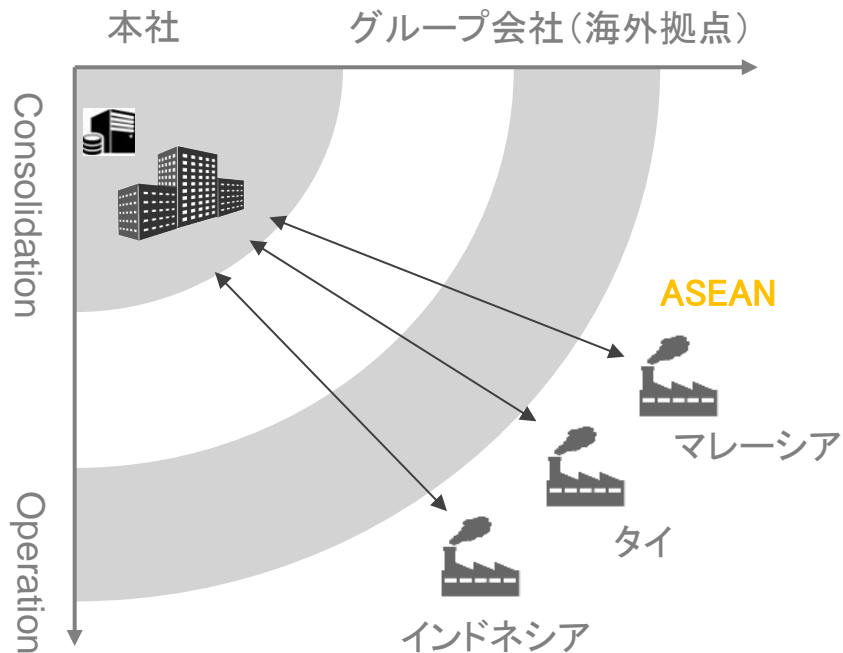 本社
グループ会社（海外拠点）
Consolidation
ASEAN
マレーシア
Operation
タイ
インドネシア